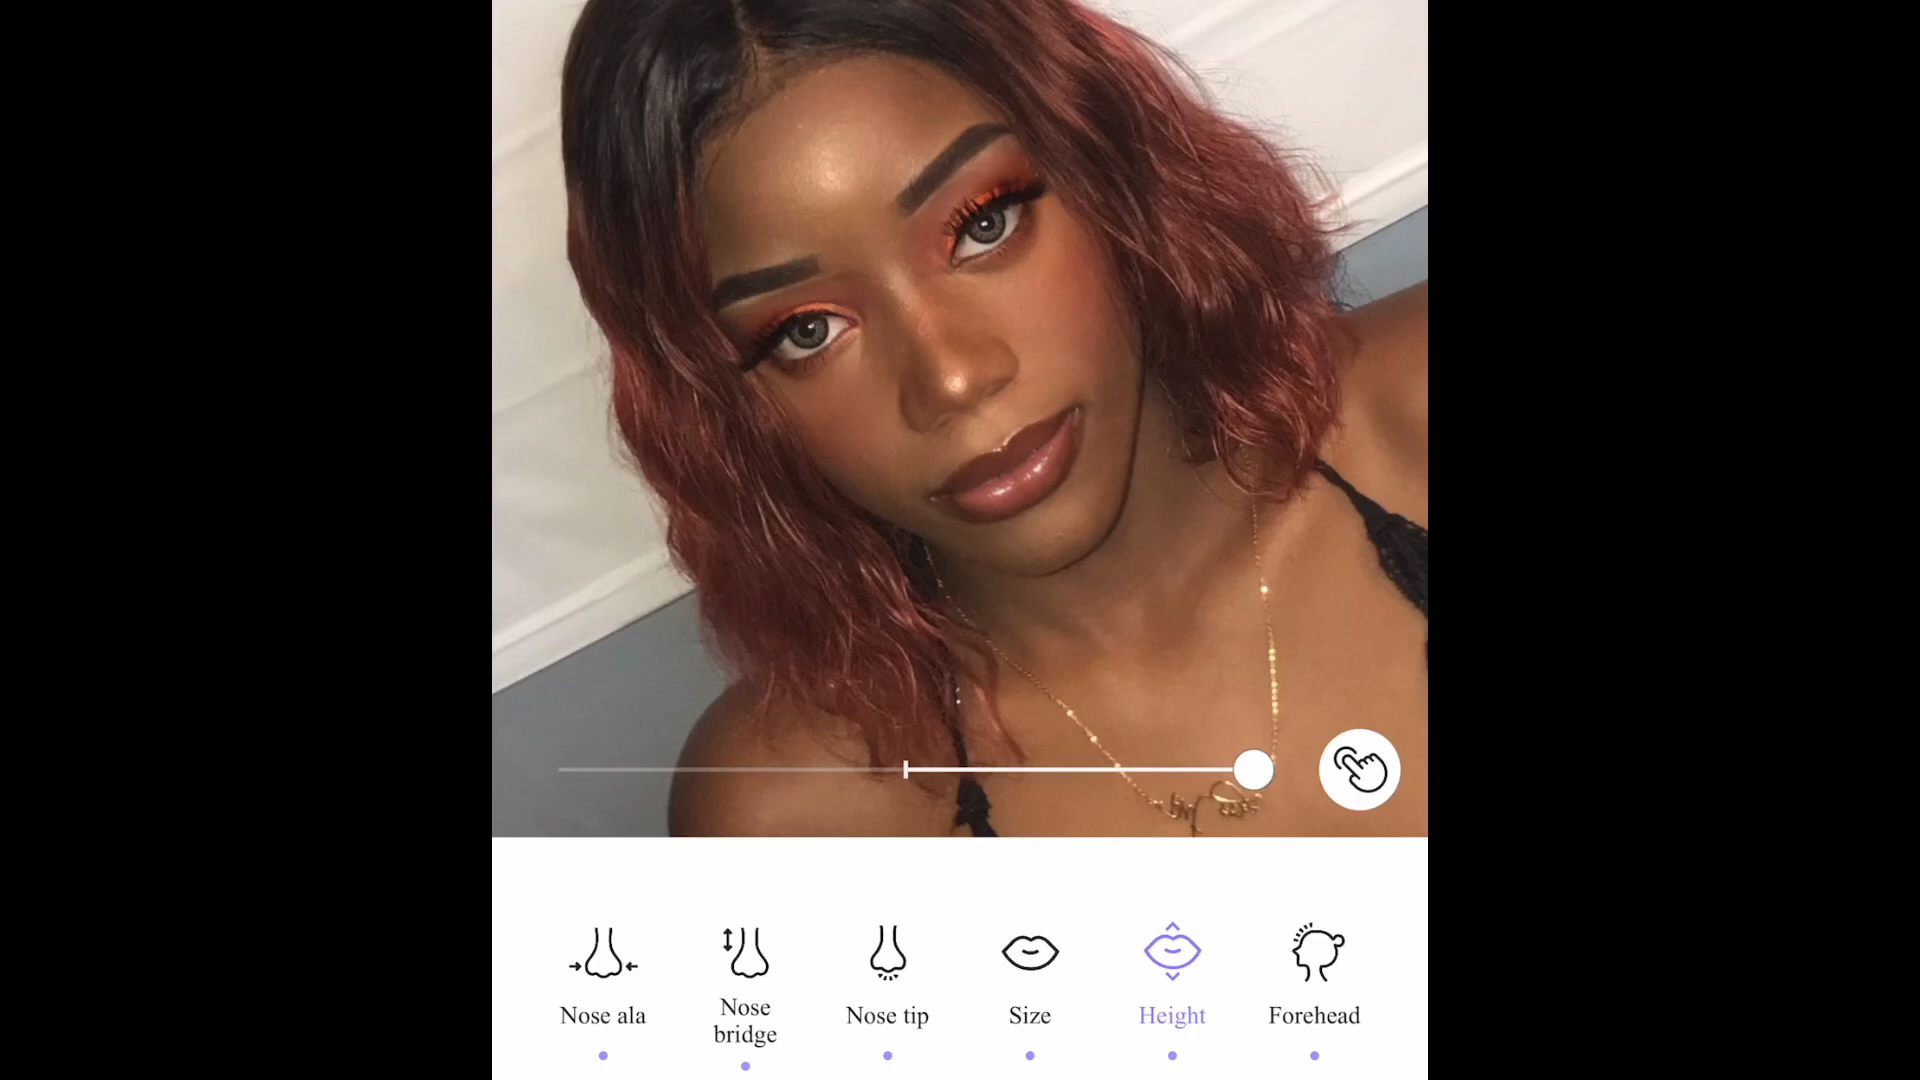 Nose ala
Nose
bridge
Nose tip
Size
Height
Forehead